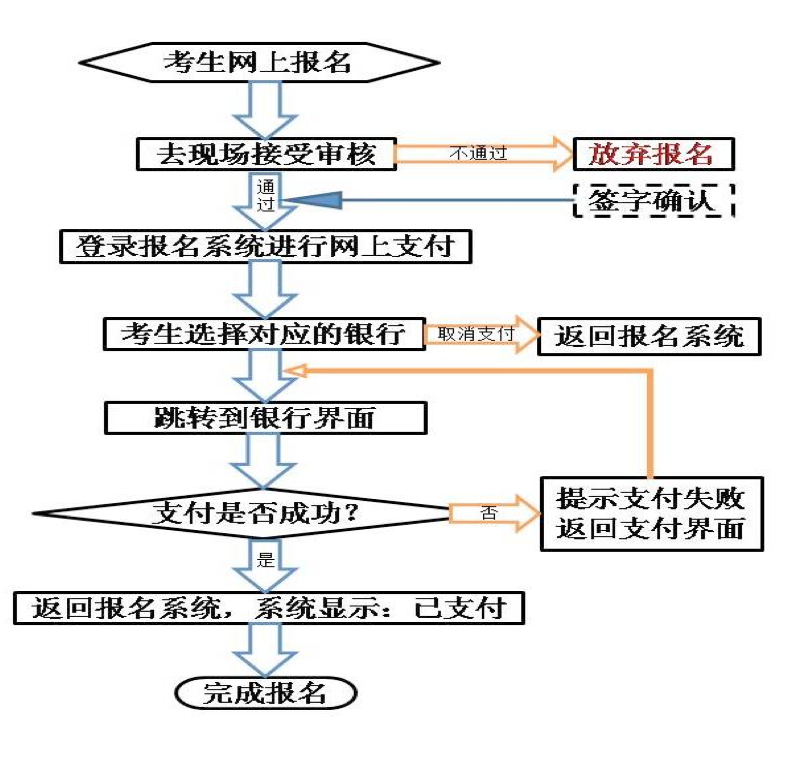 考生网上报名
去现场接受审核
不通过
放弃报名
通
过
签字确认
登录报名系统进行网上支付
考生选择对应的银行
取消支付
返回报名系统
跳转到银行界面
支付是否成功？
否
提示支付失败
返回支付界面
是
返回报名系统，系统显示：已支付
完成报名